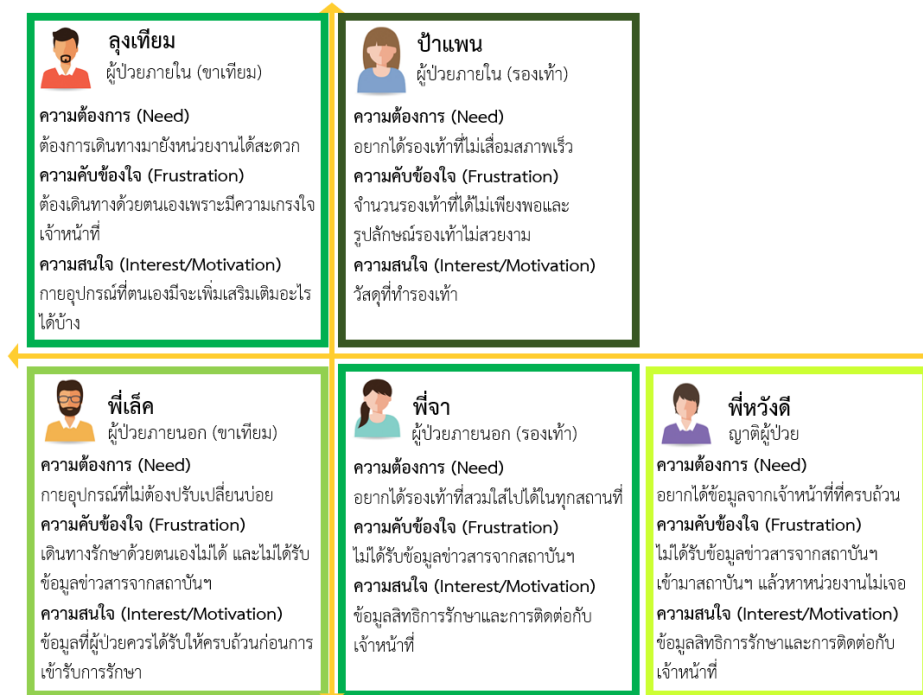 ลุงเทียม
ผู้ป่วยภายใน (ขาเทียม)
ความต้องการ (Need)
ต้องการเดินทางมายังหน่วยงานได้สะดวก
ความคับข้องใจ (Frustration)
ต้องเดินทางด้วยตนเองเพราะมีความเกรงใจ
เจ้าหน้าที่
ความสนใจ (Interest/Motivation)
กายอุปกรณ์ที่ตนเองมีจะเพิ่มเสริมเติมอะไร
ได้บ้าง
ป้าแพน
ผู้ป่วยภายใน (รองเท้า)
ความต้องการ (Need)
อยากได้รองเท้าที่ไม่เสื่อมสภาพเร็ว
ความคับข้องใจ (Frustration)
จำนวนรองเท้าที่ได้ไม่เพียงพอและ
รูปลักษณ์รองเท้าไม่สวยงาม
ความสนใจ (Interest/Motivation)
วัสดุที่ทำรองเท้า
พี่เล็ค
ผู้ป่วยภายนอก (ขาเทียม)
ความต้องการ (Need)
กายอุปกรณ์ที่ไม่ต้องปรับเปลี่ยนบ่อย
ความคับข้องใจ (Frustration)
เดินทางรักษาด้วยตนเองไม่ได้ และไม่ได้รับ
ข้อมูลข่าวสารจากสถาบันฯ
ความสนใจ (Interest/Motivation)
ข้อมูลที่ผู้ป่วยควรได้รับให้ครบถ้วนก่อนการ
เข้ารับการรักษา
พี่จา
ผู้ป่วยภายนอก (รองเท้า)
ความต้องการ (Need)
อยากได้รองเท้าที่สวมใส่ไปได้ในทุกสถานที่
ความคับข้องใจ (Frustration)
ไม่ได้รับข้อมูลข่าวสารจากสถาบันฯ
ความสนใจ (Interest/Motivation)
ข้อมูลสิทธิการรักษาและการติดต่อกับ
เจ้าหน้าที่
พี่หวังดี
ญาติผู้ป่วย
ความต้องการ (Need)
อยากได้ข้อมูลจากเจ้าหน้าที่ที่ครบถ้วน
ความคับข้องใจ (Frustration)
ไม่ได้รับข้อมูลข่าวสารจากสถาบันฯ
เข้ามาสถาบันฯ แล้วหาหน่วยงานไม่เจอ
ความสนใจ (Interest/Motivation)
ข้อมูลสิทธิการรักษาและการติดต่อกับ
เจ้าหน้าที่